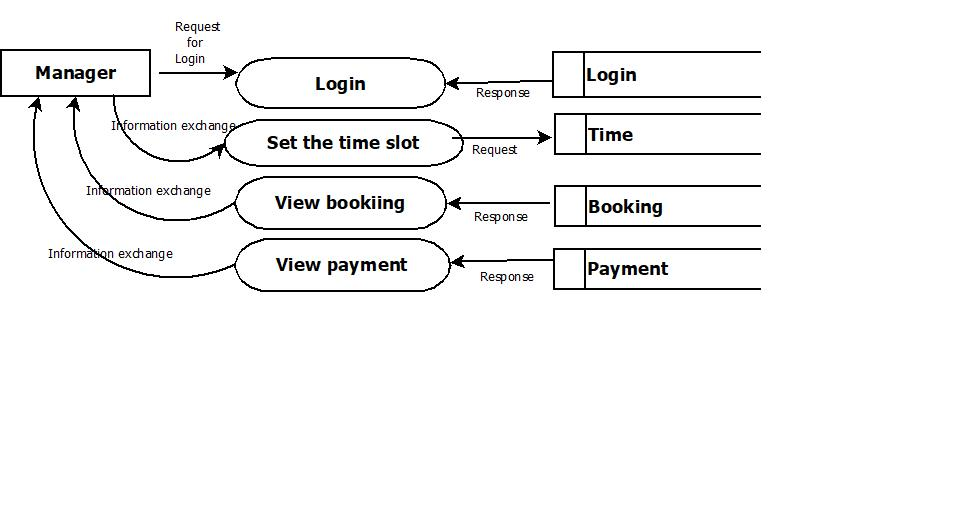 Request
for
Login
Manager
Login
Response
Login
Information exchange
Set the time slot
Request
Time
Information exchange
View bookiing
Response
Booking
Information exchange
View payment
Response
Payment